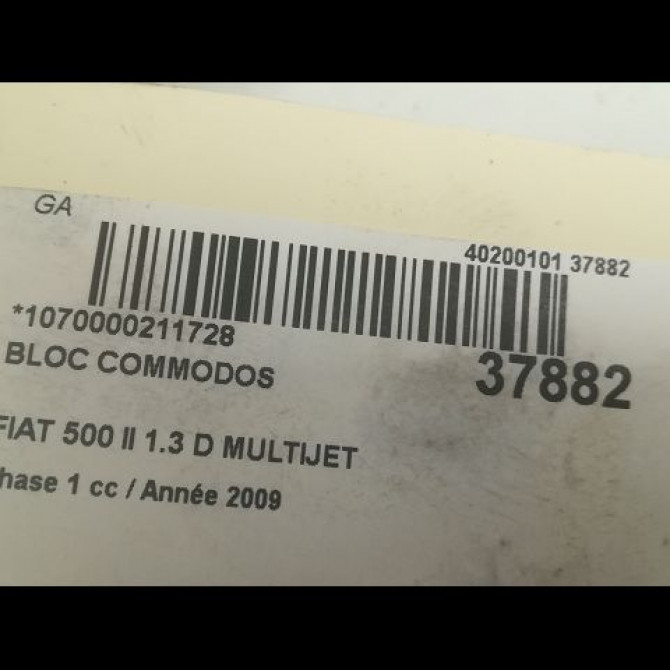 GA
40200101 37882
*1070000211728
37882
BLOC COMMODOS
FIAT 500 II 1.3 D MULTIJET
hase 1 cc / Année 2009